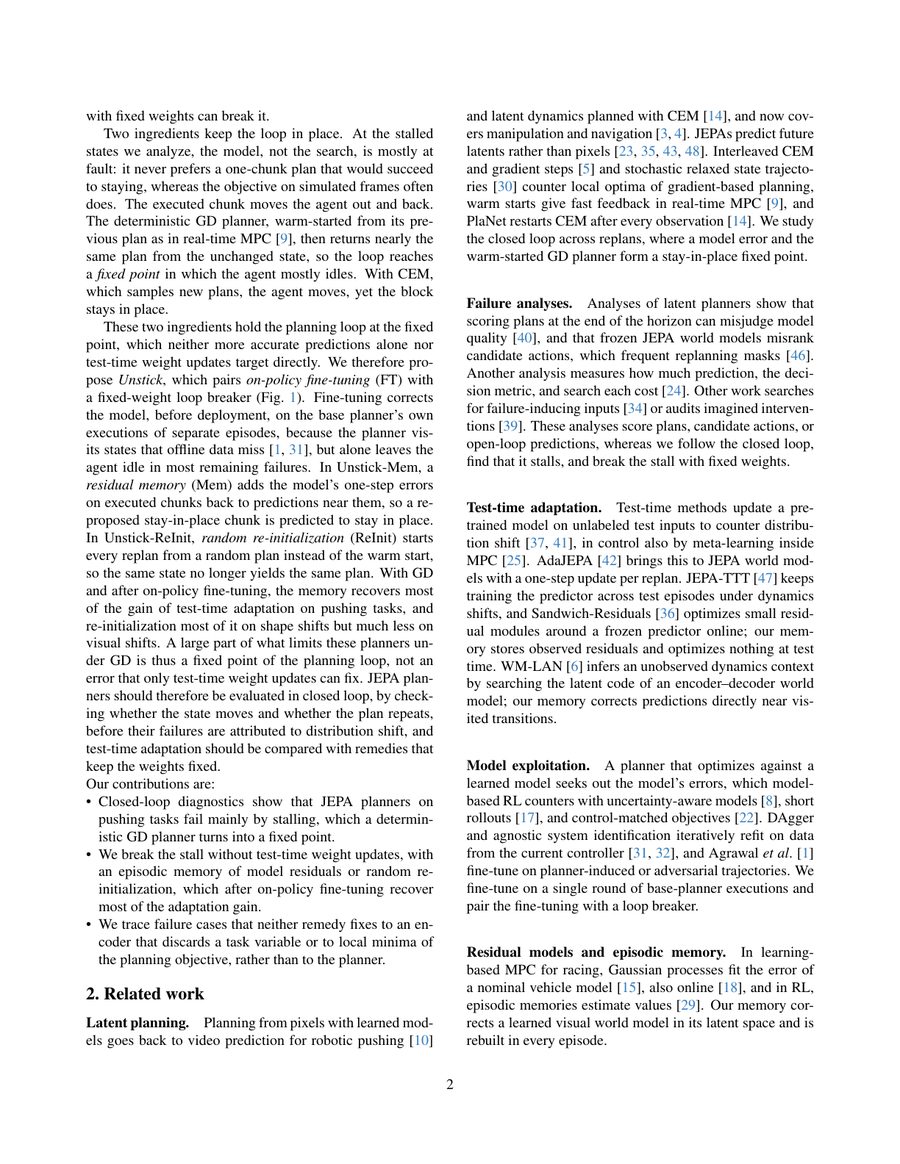 with fixed weights can break it.
Two ingredients keep the loop in place. At the stalled
states we analyze, the model, not the search, is mostly at
fault: it never prefers a one-chunk plan that would succeed
to staying, whereas the objective on simulated frames often
does. The executed chunk moves the agent out and back.
The deterministic GD planner, warm-started from its pre-
vious plan as in real-time MPC [9], then returns nearly the
same plan from the unchanged state, so the loop reaches
a fixed point in which the agent mostly idles. With CEM,
which samples new plans, the agent moves, yet the block
stays in place.
These two ingredients hold the planning loop at the fixed
point, which neither more accurate predictions alone nor
test-time weight updates target directly. We therefore pro-
pose Unstick, which pairs on-policy fine-tuning (FT) with
a fixed-weight loop breaker (Fig. 1). Fine-tuning corrects
the model, before deployment, on the base planner's own
executions of separate episodes, because the planner vis-
its states that offline data miss [1, 31], but alone leaves the
agent idle in most remaining failures. In Unstick-Mem, a
residual memory (Mem) adds the model's one-step errors
on executed chunks back to predictions near them, so a re-
proposed stay-in-place chunk is predicted to stay in place.
In Unstick-ReInit, random re-initialization (ReInit) starts
every replan from a random plan instead of the warm start,
so the same state no longer yields the same plan. With GD
and after on-policy fine-tuning, the memory recovers most
of the gain of test-time adaptation on pushing tasks, and
re-initialization most of it on shape shifts but much less on
visual shifts. A large part of what limits these planners un-
der GD is thus a fixed point of the planning loop, not an
error that only test-time weight updates can fix. JEPA plan-
ners should therefore be evaluated in closed loop, by check-
ing whether the state moves and whether the plan repeats,
before their failures are attributed to distribution shift, and
test-time adaptation should be compared with remedies that
keep the weights fixed.
Our contributions are:
• Closed-loop diagnostics show that JEPA planners on
pushing tasks fail mainly by stalling, which a determin-
istic GD planner turns into a fixed point.
• We break the stall without test-time weight updates, with
an episodic memory of model residuals or random re-
initialization, which after on-policy fine-tuning recover
most of the adaptation gain.
• We trace failure cases that neither remedy fixes to an en-
coder that discards a task variable or to local minima of
the planning objective, rather than to the planner.
2. Related work
Latent planning. Planning from pixels with learned mod-
els goes back to video prediction for robotic pushing [10]
and latent dynamics planned with CEM [14], and now cov-
ers manipulation and navigation [3, 4]. JEPAs predict future
latents rather than pixels [23, 35, 43, 48]. Interleaved CEM
and gradient steps [5] and stochastic relaxed state trajecto-
ries [30] counter local optima of gradient-based planning,
warm starts give fast feedback in real-time MPC [9], and
PlaNet restarts CEM after every observation [14]. We study
the closed loop across replans, where a model error and the
warm-started GD planner form a stay-in-place fixed point.
Failure analyses. Analyses of latent planners show that
scoring plans at the end of the horizon can misjudge model
quality [40], and that frozen JEPA world models misrank
candidate actions, which frequent replanning masks [46].
Another analysis measures how much prediction, the deci-
sion metric, and search each cost [24]. Other work searches
for failure-inducing inputs [34] or audits imagined interven-
tions [39]. These analyses score plans, candidate actions, or
open-loop predictions, whereas we follow the closed loop,
find that it stalls, and break the stall with fixed weights.
Test-time adaptation. Test-time methods update a pre-
trained model on unlabeled test inputs to counter distribu-
tion shift [37, 41], in control also by meta-learning inside
MPC [25]. AdaJEPA [42] brings this to JEPA world mod-
els with a one-step update per replan. JEPA-TTT [47] keeps
training the predictor across test episodes under dynamics
shifts, and Sandwich-Residuals [36] optimizes small resid-
ual modules around a frozen predictor online; our mem-
ory stores observed residuals and optimizes nothing at test
time. WM-LAN [6] infers an unobserved dynamics context
by searching the latent code of an encoder–decoder world
model; our memory corrects predictions directly near vis-
ited transitions.
Model exploitation. A planner that optimizes against a
learned model seeks out the model's errors, which model-
based RL counters with uncertainty-aware models [8], short
rollouts [17], and control-matched objectives [22]. DAgger
and agnostic system identification iteratively refit on data
from the current controller [31, 32], and Agrawal et al. [1]
fine-tune on planner-induced or adversarial trajectories. We
fine-tune on a single round of base-planner executions and
pair the fine-tuning with a loop breaker.
Residual models and episodic memory. In learning-
based MPC for racing, Gaussian processes fit the error of
a nominal vehicle model [15], also online [18], and in RL,
episodic memories estimate values [29]. Our memory cor-
rects a learned visual world model in its latent space and is
rebuilt in every episode.
2